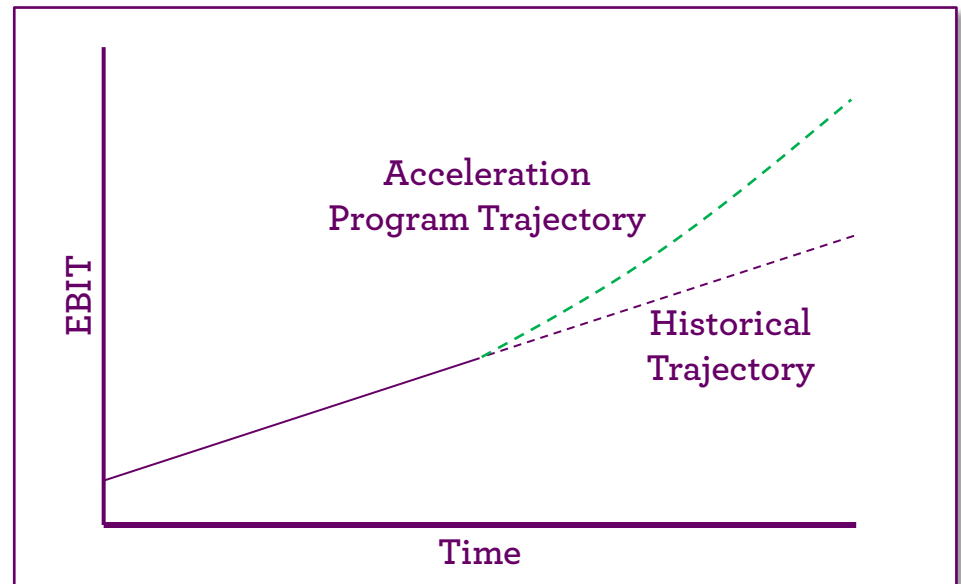 Acceleration
Program Trajectory
EBIT
Historical
Trajectory
Time